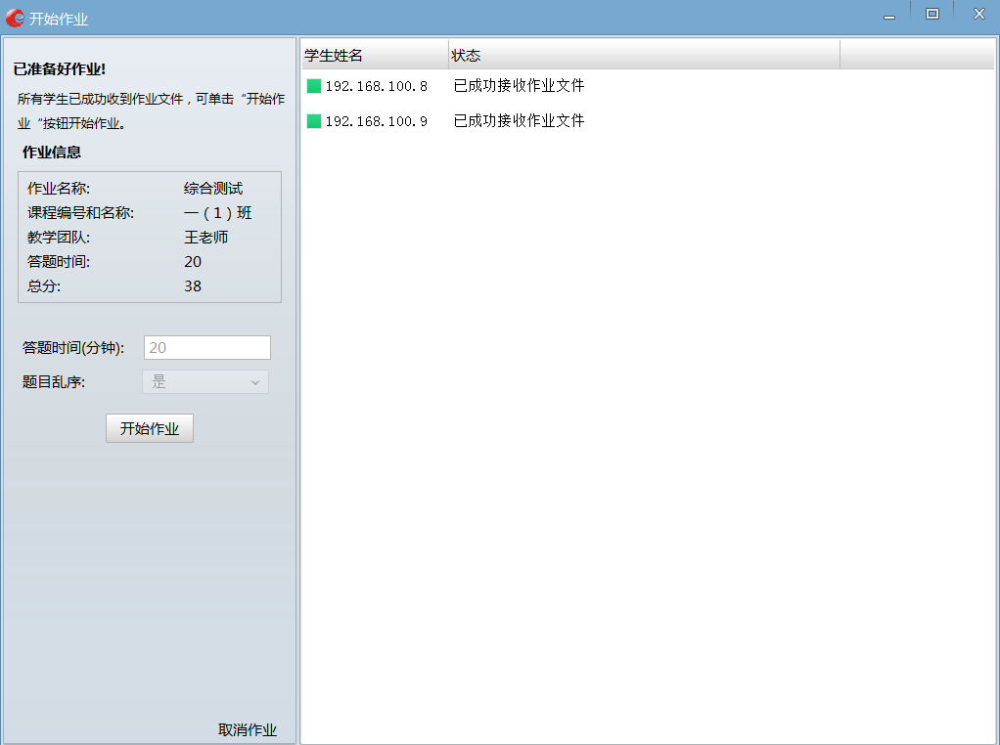 开始作业
已准备好作业!
所有学生已成功收到作业文件，可单击“开始作
业“按钮开始作业。
作业信息
作业名称: 综合测试
课程编号和名称: 一（1）班
教学团队: 王老师
答题时间: 20
总分: 38
答题时间(分钟): 20
题目乱序: 是
开始作业
取消作业
学生姓名 状态
192.168.100.8 已成功接收作业文件
192.168.100.9 已成功接收作业文件